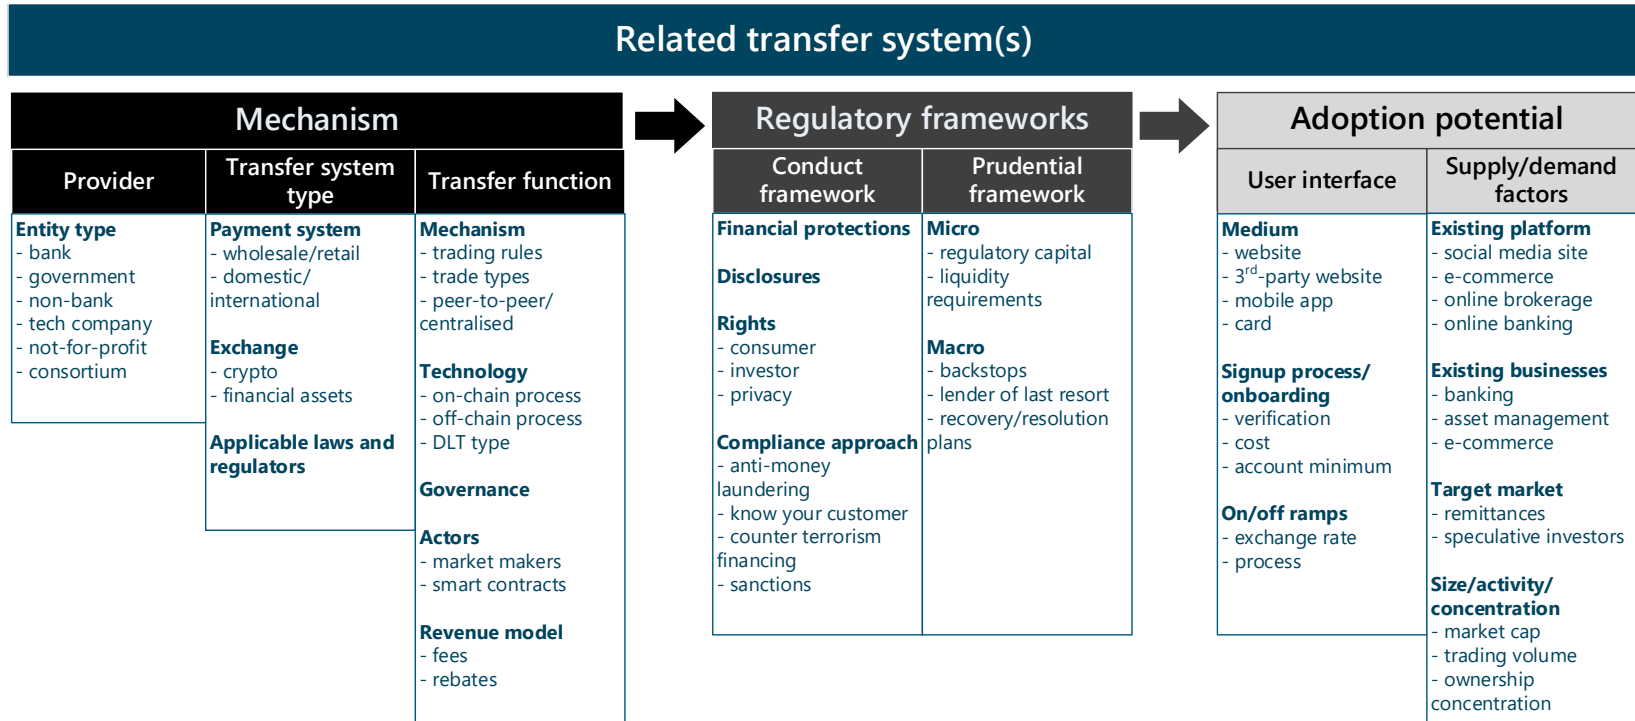 Related transfer system(s)
Mechanism
Provider
Entity type
- bank
- government
- non-bank
- tech company
- not-for-profit
- consortium
Transfer system
type
Payment system
- wholesale/retail
- domestic/
international
Exchange
- crypto
- financial assets
Applicable laws and
regulators
Transfer function
Mechanism
- trading rules
- trade types
- peer-to-peer/
centralised
Technology
- on-chain process
- off-chain process
- DLT type
Governance
Actors
- market makers
- smart contracts
Revenue model
- fees
- rebates
Regulatory frameworks
Conduct
framework
Financial protections
Disclosures
Rights
- consumer
- investor
- privacy
Compliance approach
- anti-money
laundering
- know your customer
- counter terrorism
financing
- sanctions
Prudential
framework
Micro
- regulatory capital
- liquidity
requirements
Macro
- backstops
- lender of last resort
- recovery/resolution
plans
Adoption potential
User interface
Medium
- website
- 3rd-party website
- mobile app
- card
Signup process/
onboarding
- verification
- cost
- account minimum
On/off ramps
- exchange rate
- process
Supply/demand
factors
Existing platform
- social media site
- e-commerce
- online brokerage
- online banking
Existing businesses
- banking
- asset management
- e-commerce
Target market
- remittances
- speculative investors
Size/activity/
concentration
- market cap
- trading volume
- ownership
concentration